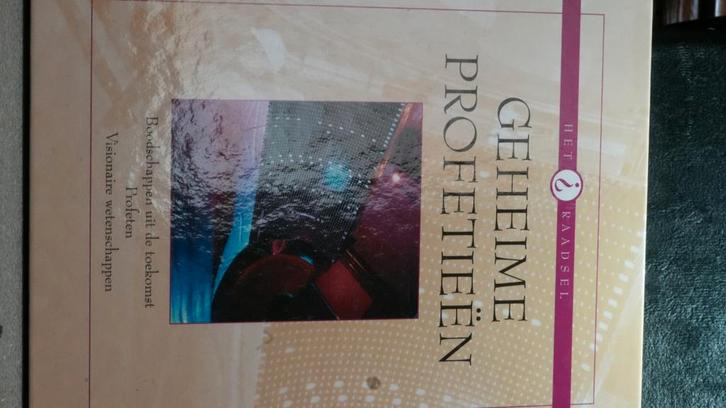 HET ¿ RAADSEL
GEHEIME
PROFETIEËN
Boodschappen uit de toekomst
Profeten
Visionaire wetenschappen